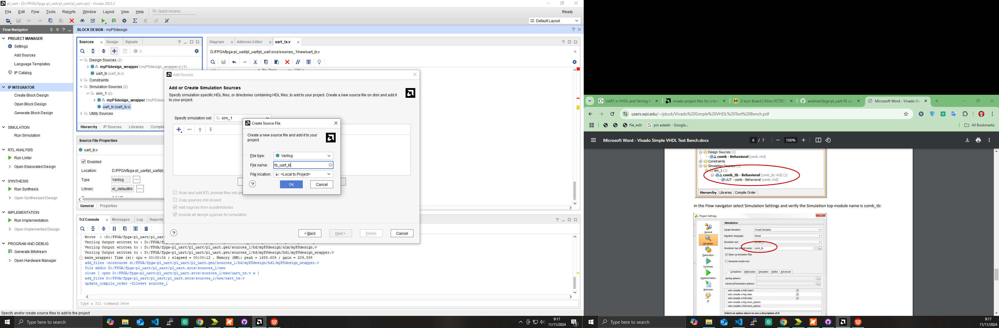 pl_uart - [D:/FPGA/fpga-pl_uart/pl_uart/pl_uart.xpr] - Vivado 2023.2
File Edit Flow Tools Reports Window Layout View Help Quick Access
Ready
Default Layout
Flow Navigator
PROJECT MANAGER
Settings
Add Sources
Language Templates
IP Catalog
IP INTEGRATOR
Create Block Design
Open Block Design
Generate Block Design
SIMULATION
Run Simulation
RTL ANALYSIS
Run Linter
Open Elaborated Design
SYNTHESIS
Run Synthesis
Open Synthesized Design
IMPLEMENTATION
Run Implementation
Open Implemented Design
PROGRAM AND DEBUG
Generate Bitstream
Open Hardware Manager
BLOCK DESIGN - myPSdesign
Sources Design Signals
0
Design Sources (2)
myPSdesign_wrapper (myPSdesign_wrapper.v) (1)
uart_tx (uart_tx.v)
Constraints
Simulation Sources (2)
sim_1 (2)
myPSdesign_wrapper (myPSdesi
uart_tx (uart_tx.v)
Utility Sources
Hierarchy IP Sources Libraries Compile
Source File Properties
uart_tx.v
Enabled
Location: D:/FPGA/fpga-pl_uart/pl_uart/pl_
Type: Verilog ...
Library: xil_defaultlib ...
General Properties
Diagram Address Editor uart_tx.v
D:/FPGA/fpga-pl_uart/pl_uart/pl_uart.srcs/sources_1/new/uart_tx.v
Add Sources
Add or Create Simulation Sources
Specify simulation specific HDL files, or directories containing HDL files, to add to your project. Create a new source file on disk and add it
to your project.
Specify simulation set: sim_1
Scan and add RTL include files into pr
Copy sources into project
Add sources from subdirectories
Include all design sources for simulation
< Back Next > Finish Cancel
Create Source File
Create a new source file and add it to your
project.
File type: Verilog
File name: tb_uart_tx
File location: <Local to Project>
OK Cancel
Tcl Console Messages Log Reports
Wrote : <D:/FPGA/fpga-pl_uart/pl_uar
Verilog Output written to : D:/FPGA/
Verilog Output written to : D:/FPGA/fpga-pl_uart/pl_uart/pl_uart.gen/sources_1/bd/myPSdesign/sim/myPSdesign.v
Verilog Output written to : D:/FPGA/fpga-pl_uart/pl_uart/pl_uart.gen/sources_1/bd/myPSdesign/hdl/myPSdesign_wrapper.v
make_wrapper: Time (s): cpu = 00:00:04 ; elapsed = 00:00:12 . Memory (MB): peak = 1688.609 ; gain = 209.598
add_files -norecurse d:/FPGA/fpga-pl_uart/pl_uart/pl_uart.gen/sources_1/bd/myPSdesign/hdl/myPSdesign_wrapper.v
file mkdir D:/FPGA/fpga-pl_uart/pl_uart/pl_uart.srcs/sources_1/new
close [ open D:/FPGA/fpga-pl_uart/pl_uart/pl_uart.srcs/sources_1/new/uart_tx.v w ]
add_files D:/FPGA/fpga-pl_uart/pl_uart/pl_uart.srcs/sources_1/new/uart_tx.v
update_compile_order -fileset sources_1
Type a Tcl command here
Specify and/or create source files to add to the project
Type here to search
9:17
11/11/2024
5
UART in VHDL and Verilog fo
vivado project files for z-turn
Z-turn Board | Xilinx XC7Z01
andimei/fpga-pl_uart: PL ua
Microsoft Word - Vivado Sim
users.wpi.edu/~rjduck/Vivado%20Simple%20VHDL%20Test%20Bench.pdf
file_edit pin adalah - Google... All Bookmarks
Microsoft Word - Vivado Simple VHDL Test Bench.docx 6 / 7 100%
Design Sources (1)
comb - Behavioral (comb.vhd)
Constraints
Simulation Sources (1)
sim_1 (1)
comb_tb - Behavioral (comb_tb.vhd) (1)
UUT - comb - Behavioral (comb.vhd)
Hierarchy Libraries Compile Order
In the Flow navigator select Simulation Settings and verify the Simulation top module name is comb_tb:
Project Settings
General
Simulation
Elaboration
Synthesis
Implementation
Bitstream
IP
Simulation
Target simulator: Vivado Simulator
Simulator language: Mixed
Simulation set: sim_1
Simulation top module name: comb_tb
Clean up simulation files
Generate scripts only
Compilation Elaboration Simulation Netlist Advanced
Verilog options:
Generics/Parameters options:
xsim.compile.xvhdl.nosort
xsim.compile.xvlog.relax
xsim.compile.xvhdl.relax
xsim.compile.xvlog.more_options
xsim.compile.xvhdl.more_options
Select an option above to see a description of it
Type here to search
9:17
11/11/2024